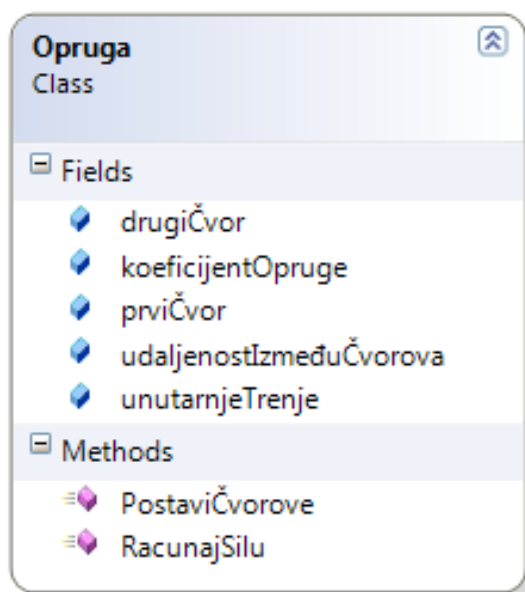 Opruga
Class
Fields
drugiČvor
koeficijentOpruge
prviČvor
udaljenostIzmeđuČvorova
unutarnjeTrenje
Methods
PostaviČvorove
RacunajSilu